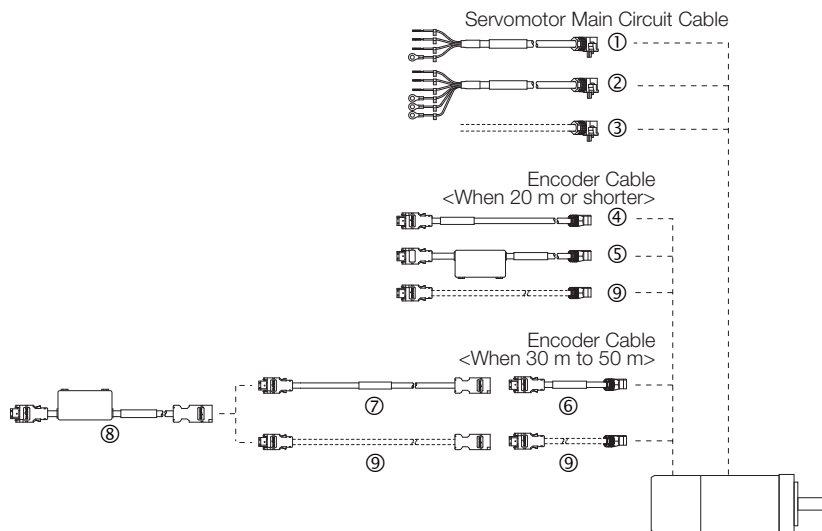 Servomotor Main Circuit Cable
①
②
③
Encoder Cable
<When 20 m or shorter>
④
⑤
⑨
Encoder Cable
<When 30 m to 50 m>
⑦
⑥
⑧
⑨
⑨